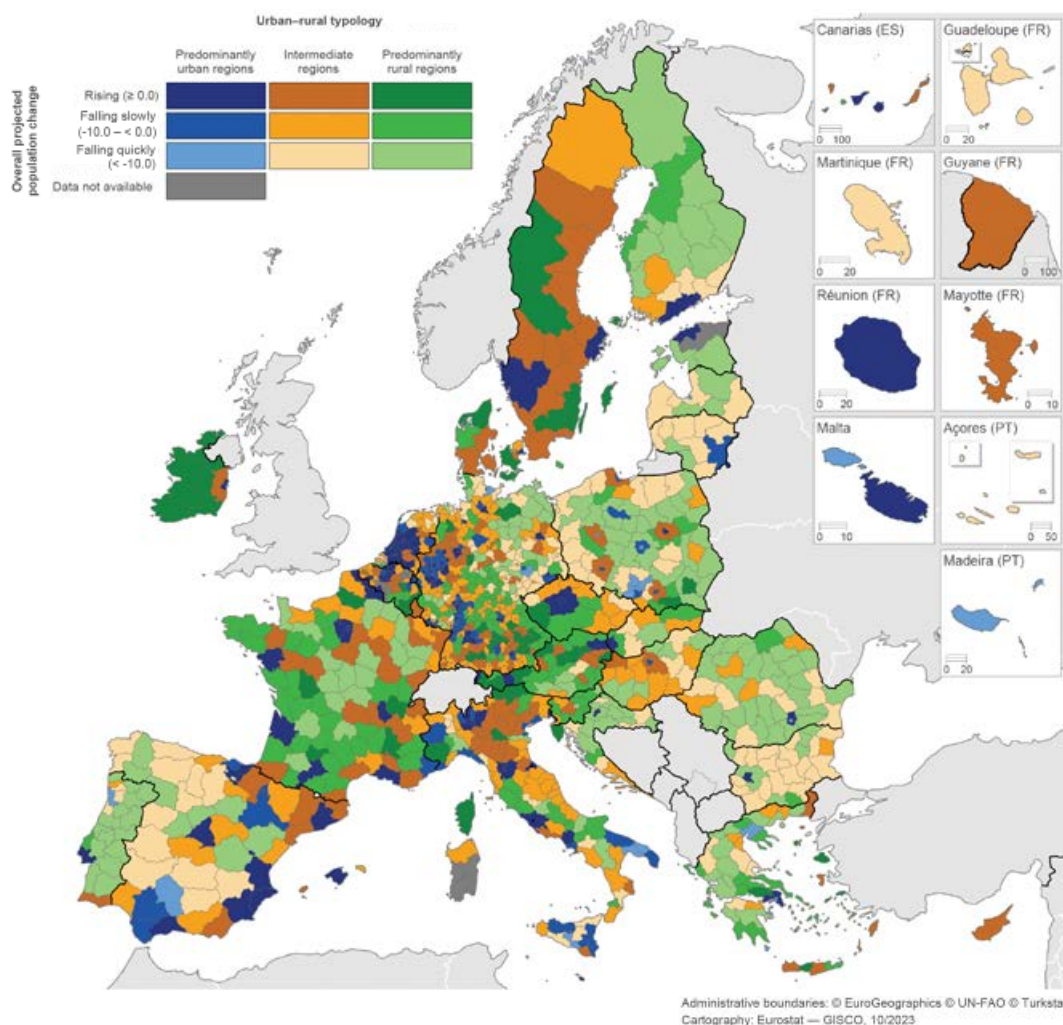 Urban–rural typology
Predominantly
urban regions
Intermediate
regions
Predominantly
rural regions
Overall projected
population change
Rising (≥ 0.0)
Falling slowly
(-10.0 – < 0.0)
Falling quickly
(< -10.0)
Data not available
Canarias (ES)
0 100
Guadeloupe (FR)
0 20
Martinique (FR)
0 20
Guyane (FR)
0 100
Réunion (FR)
0 20
Mayotte (FR)
0 10
Malta
0 10
Açores (PT)
0 50
Madeira (PT)
0 20
Administrative boundaries: © EuroGeographics © UN-FAO © Turksta
Cartography: Eurostat — GISCO, 10/2023